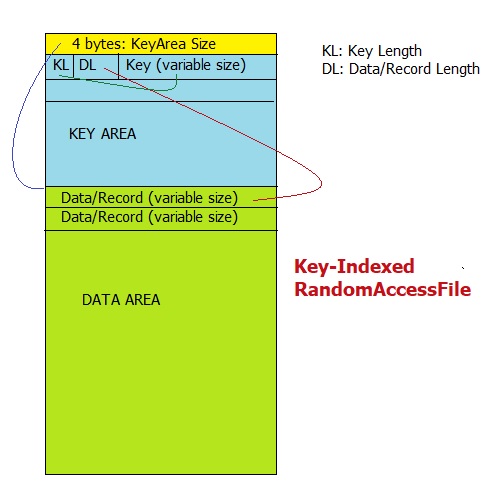 4 bytes: KeyArea Size
KL DL Key (variable size)
KL: Key Length
DL: Data/Record Length
KEY AREA
Data/Record (variable size)
Data/Record (variable size)
Key-Indexed
RandomAccessFile
DATA AREA